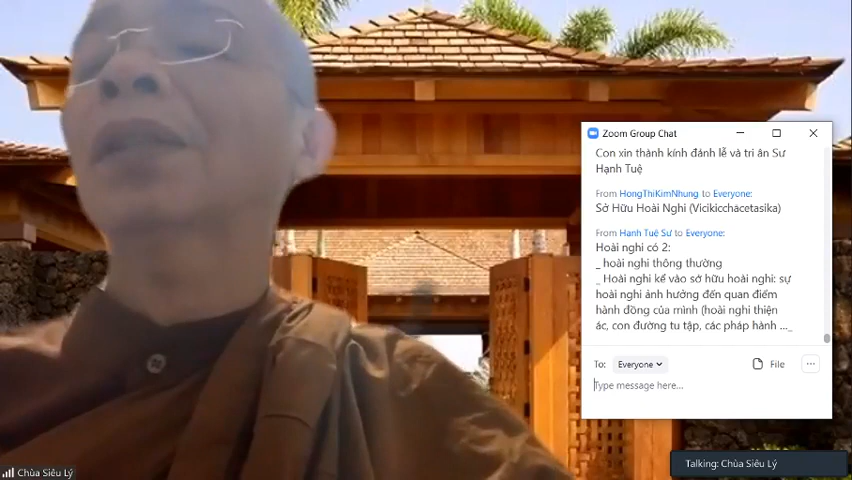 Zoom Group Chat
Con xin thành kính đảnh lễ và tri ân Sư
Hạnh Tuệ
From HongThiKimNhung to Everyone:
Sở Hữu Hoài Nghi (Vicikicchàcetasika)
From Hạnh Tuệ Sư to Everyone:
Hoài nghi có 2:
_ hoài nghi thông thường
_ Hoài nghi kể vào sở hữu hoài nghi: sự
hoài nghi ảnh hưởng đến quan điểm
hành động của mình (hoài nghi thiện
ác, con đường tu tập, các pháp hành ..._
To: Everyone File ...
Type message here...
Talking: Chùa Siêu Lý
Chùa Siêu Lý